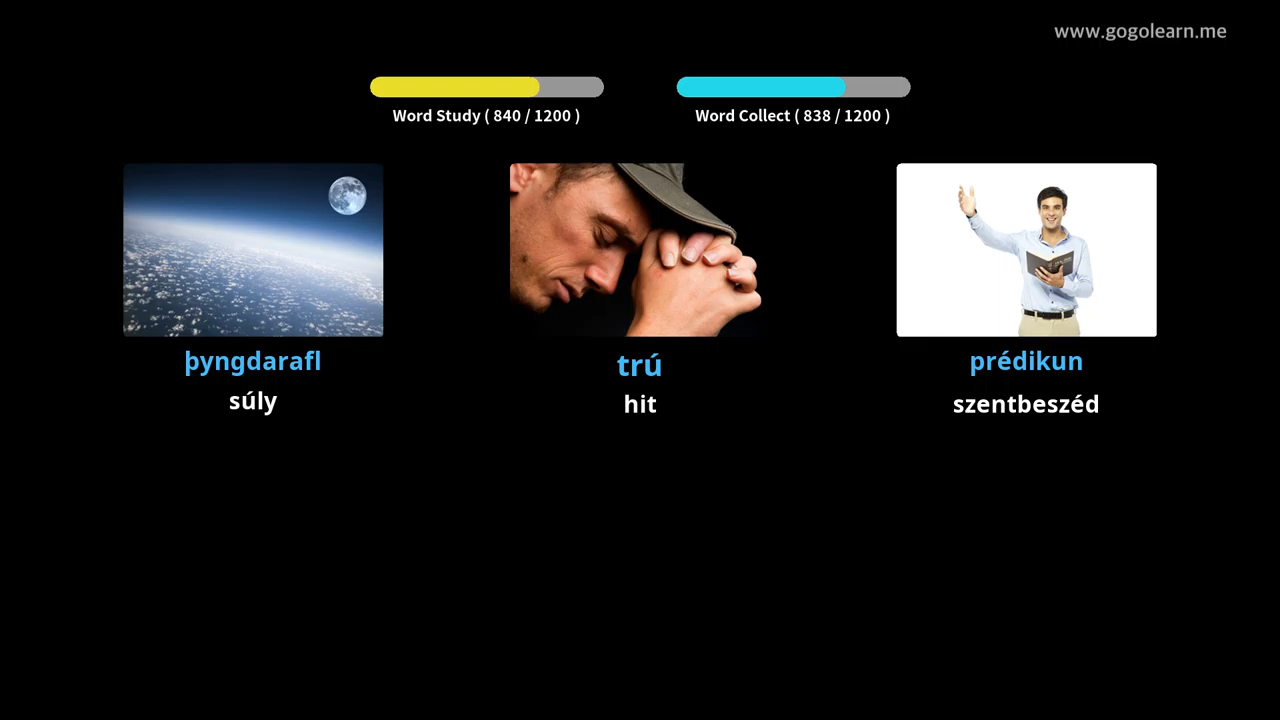 www.gogolearn.me
Word Study ( 840 / 1200 )
Word Collect ( 838 / 1200 )
þyngdarafl
trú
prédikun
súly
hit
szentbeszéd